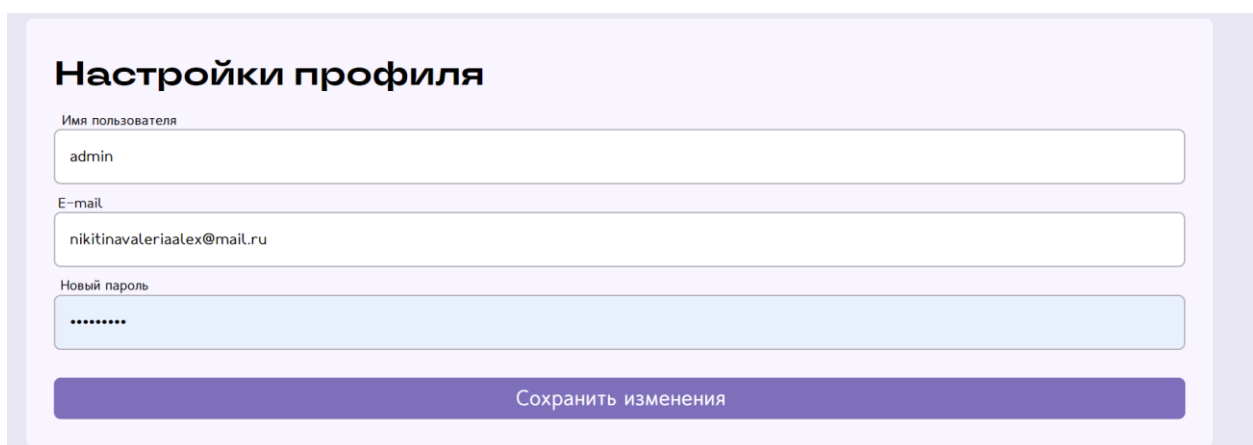 Настройки профиля
Имя пользователя
admin
E-mail
nikitinavaleriaalex@mail.ru
Новый пароль
•••••••••
Сохранить изменения